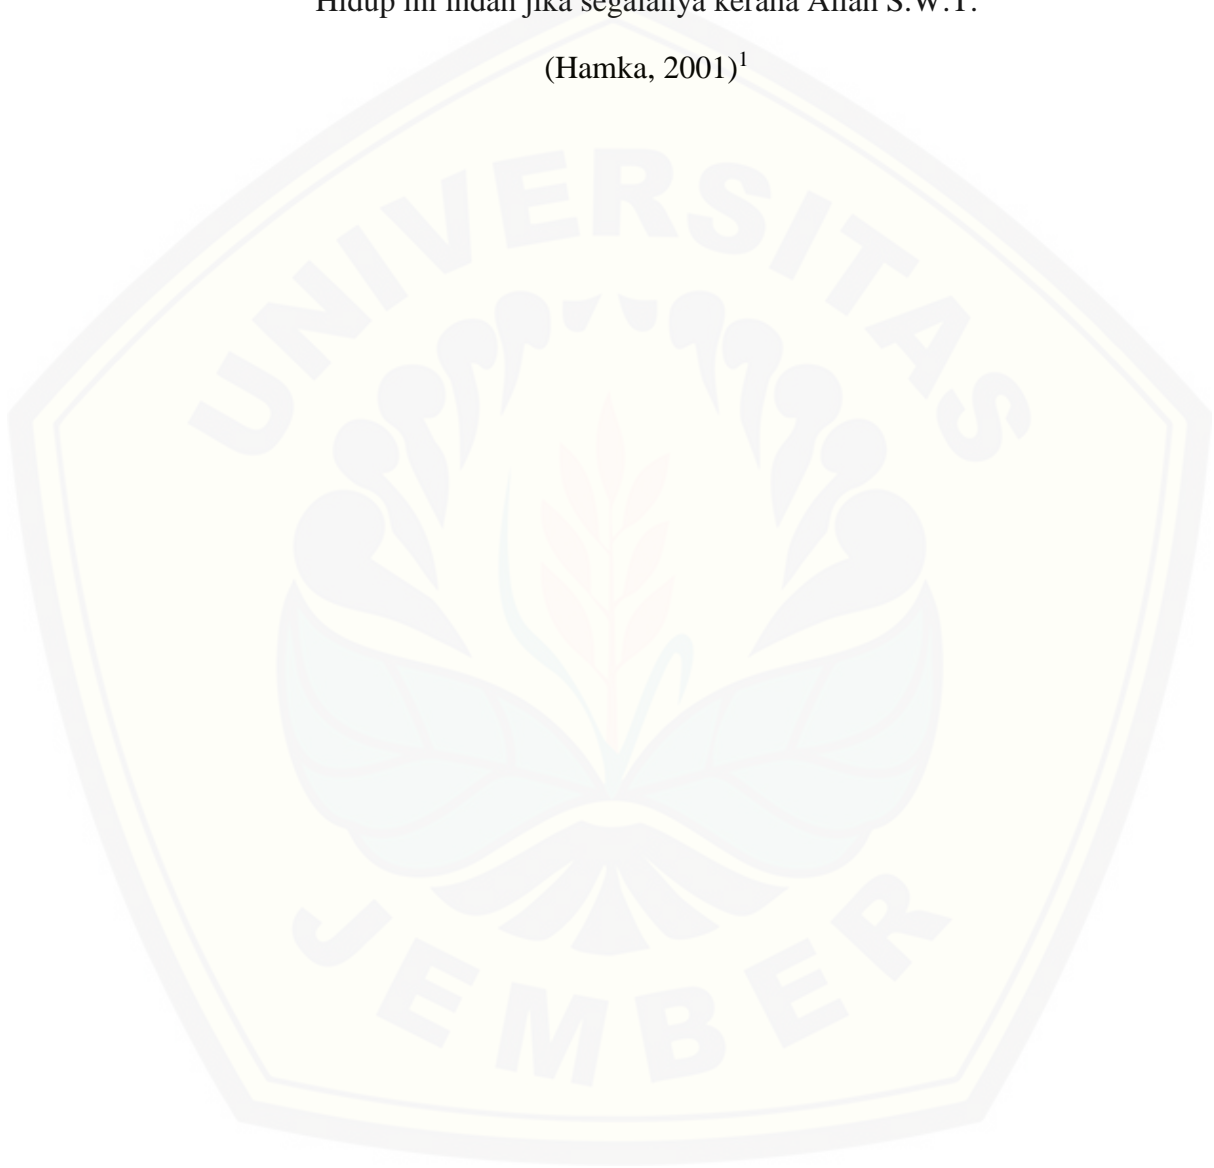 Hidup ini indah jika segalanya kerana Allah S.W.T.
(Hamka, 2001)¹
UNIVERSITAS
JEMBER